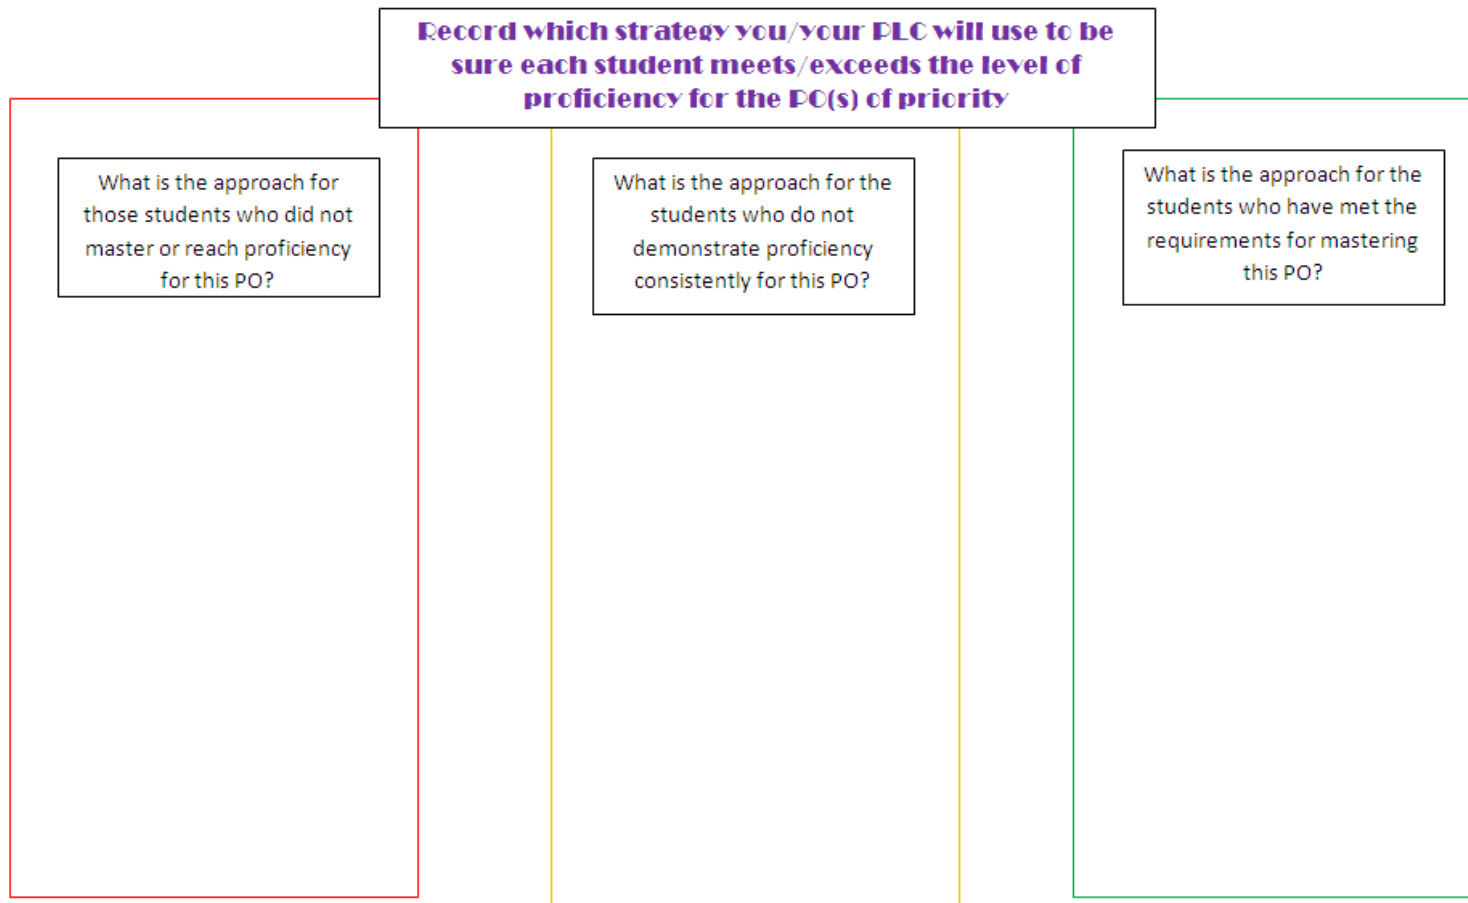 Record which strategy you/your PLC will use to be
sure each student meets/exceeds the level of
proficiency for the PO(s) of priority
What is the approach for
those students who did not
master or reach proficiency
for this PO?
What is the approach for the
students who do not
demonstrate proficiency
consistently for this PO?
What is the approach for the
students who have met the
requirements for mastering
this PO?